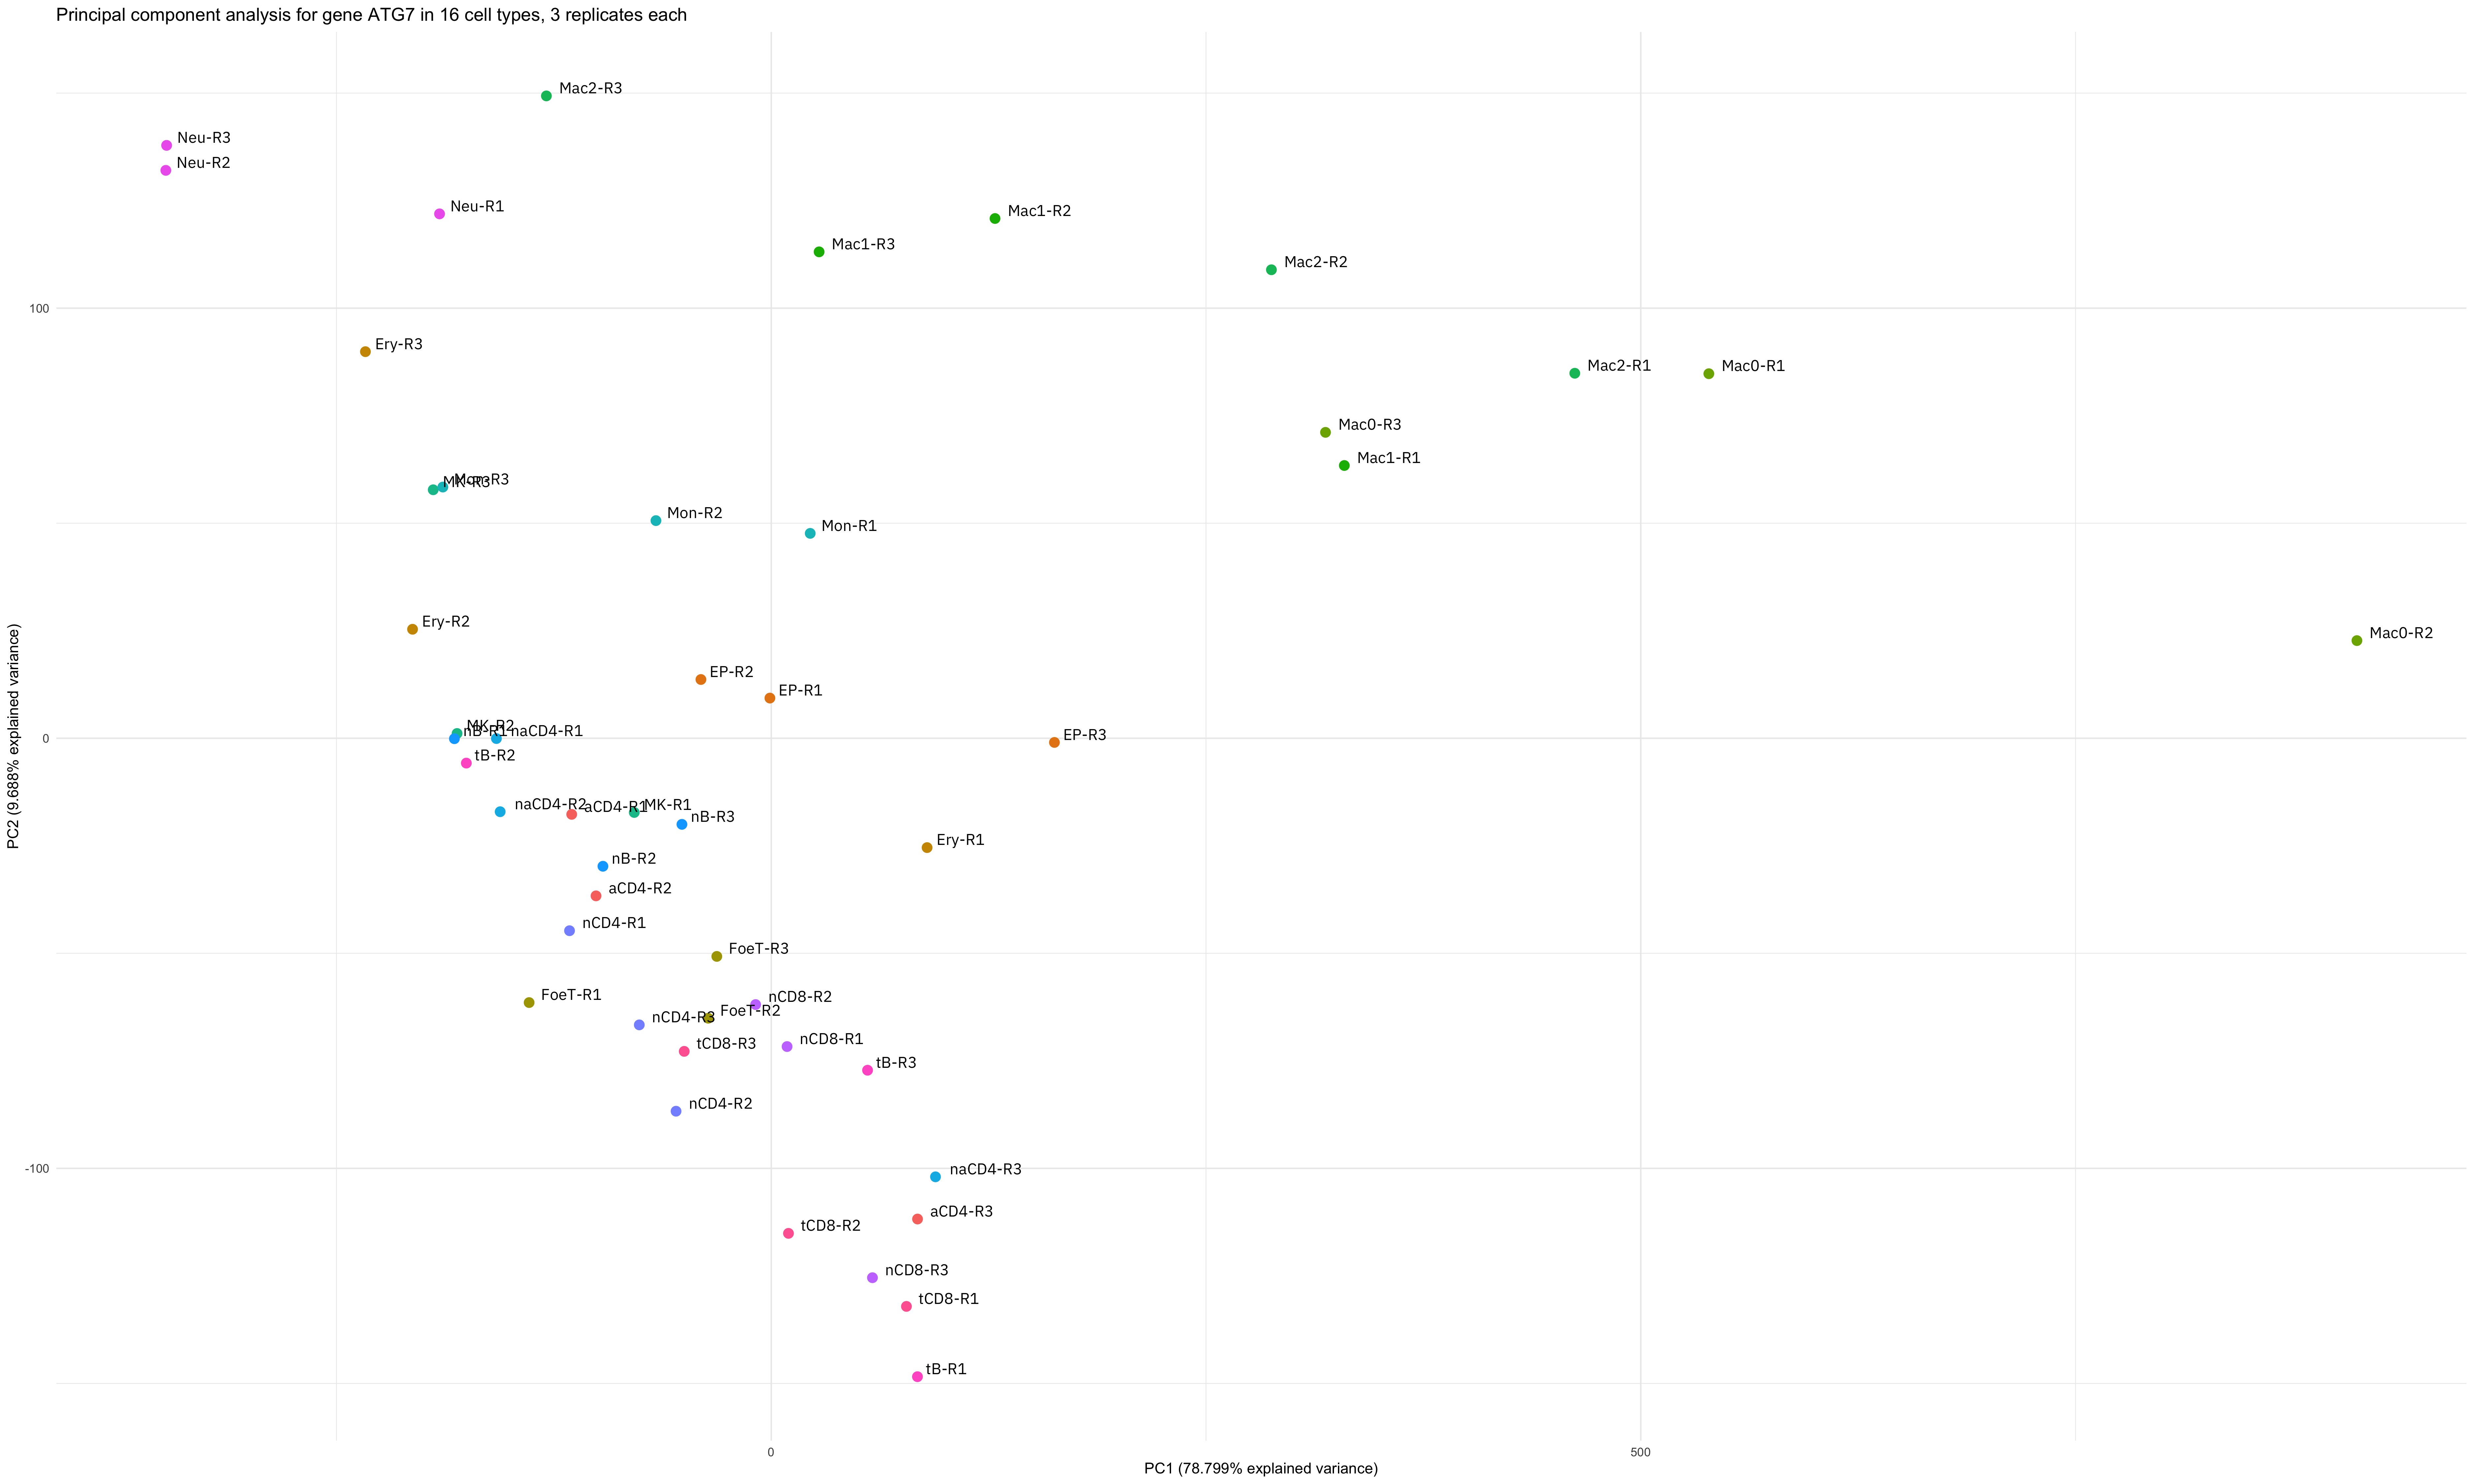 Principal component analysis for gene ATG7 in 16 cell types, 3 replicates each
Mac2-R3
Neu-R3
Neu-R2
Neu-R1
Mac1-R2
Mac1-R3
Mac2-R2
100
Ery-R3
Mac2-R1
Mac0-R1
Mac0-R3
Mac1-R1
Mon-R3
MK-R3
Mon-R2
Mon-R1
Ery-R2
Mac0-R2
EP-R2
EP-R1
MK-R2
nB-R1
naCD4-R1
EP-R3
0
tB-R2
naCD4-R2
aCD4-R1
MK-R1
nB-R3
Ery-R1
nB-R2
aCD4-R2
nCD4-R1
FoeT-R3
FoeT-R1
nCD8-R2
FoeT-R2
nCD4-R3
nCD8-R1
tCD8-R3
tB-R3
nCD4-R2
-100
naCD4-R3
aCD4-R3
tCD8-R2
nCD8-R3
tCD8-R1
tB-R1
PC2 (9.688% explained variance)
0
500
PC1 (78.799% explained variance)